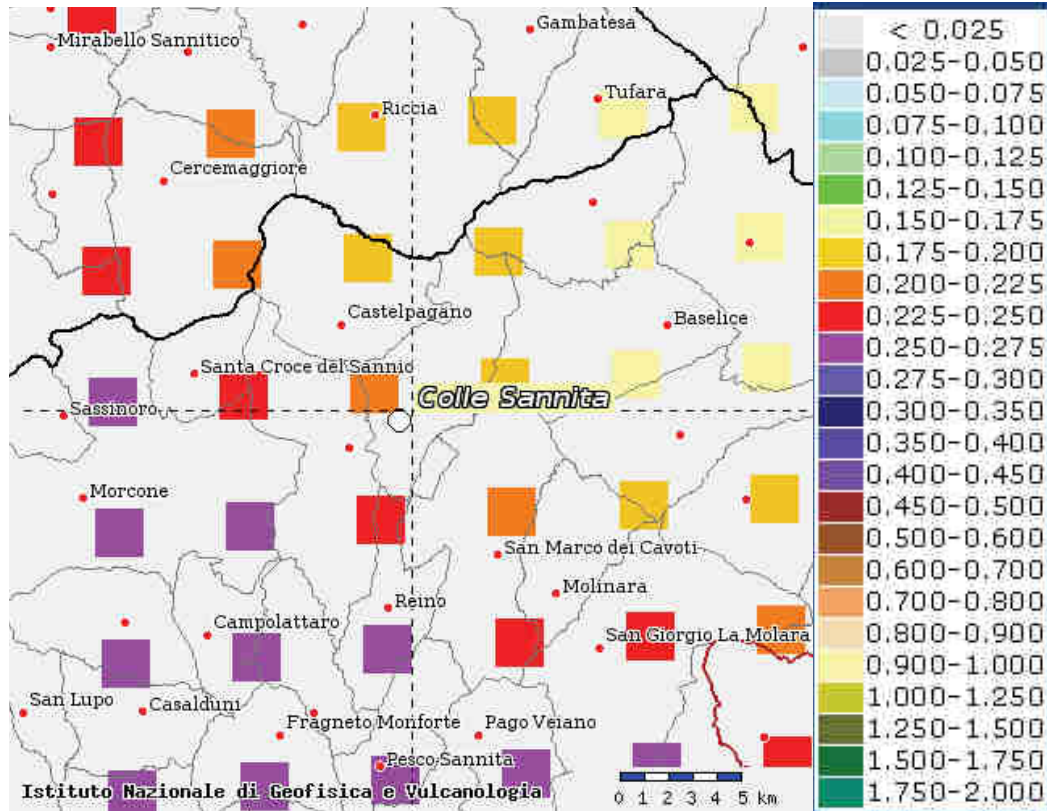 Gambatesa
Mirabello Sannitico
Tufara
Riccia
Cercemaggiore
Castelpagano
Baselice
Santa Croce del Sannio
Colle Sannita
Sassinoro
Morcone
San Marco dei Cavoti
Molinara
Reino
Campolattaro
San Giorgio La Molara
San Lupo
Casalduni
Fragneto Monforte
Pago Veiano
Pesco Sannita
Istituto Nazionale di Geofisica e Vulcanologia
0 1 2 3 4 5 km
< 0.025
0.025-0.050
0.050-0.075
0.075-0.100
0.100-0.125
0.125-0.150
0.150-0.175
0.175-0.200
0.200-0.225
0.225-0.250
0.250-0.275
0.275-0.300
0.300-0.350
0.350-0.400
0.400-0.450
0.450-0.500
0.500-0.600
0.600-0.700
0.700-0.800
0.800-0.900
0.900-1.000
1.000-1.250
1.250-1.500
1.500-1.750
1.750-2.000